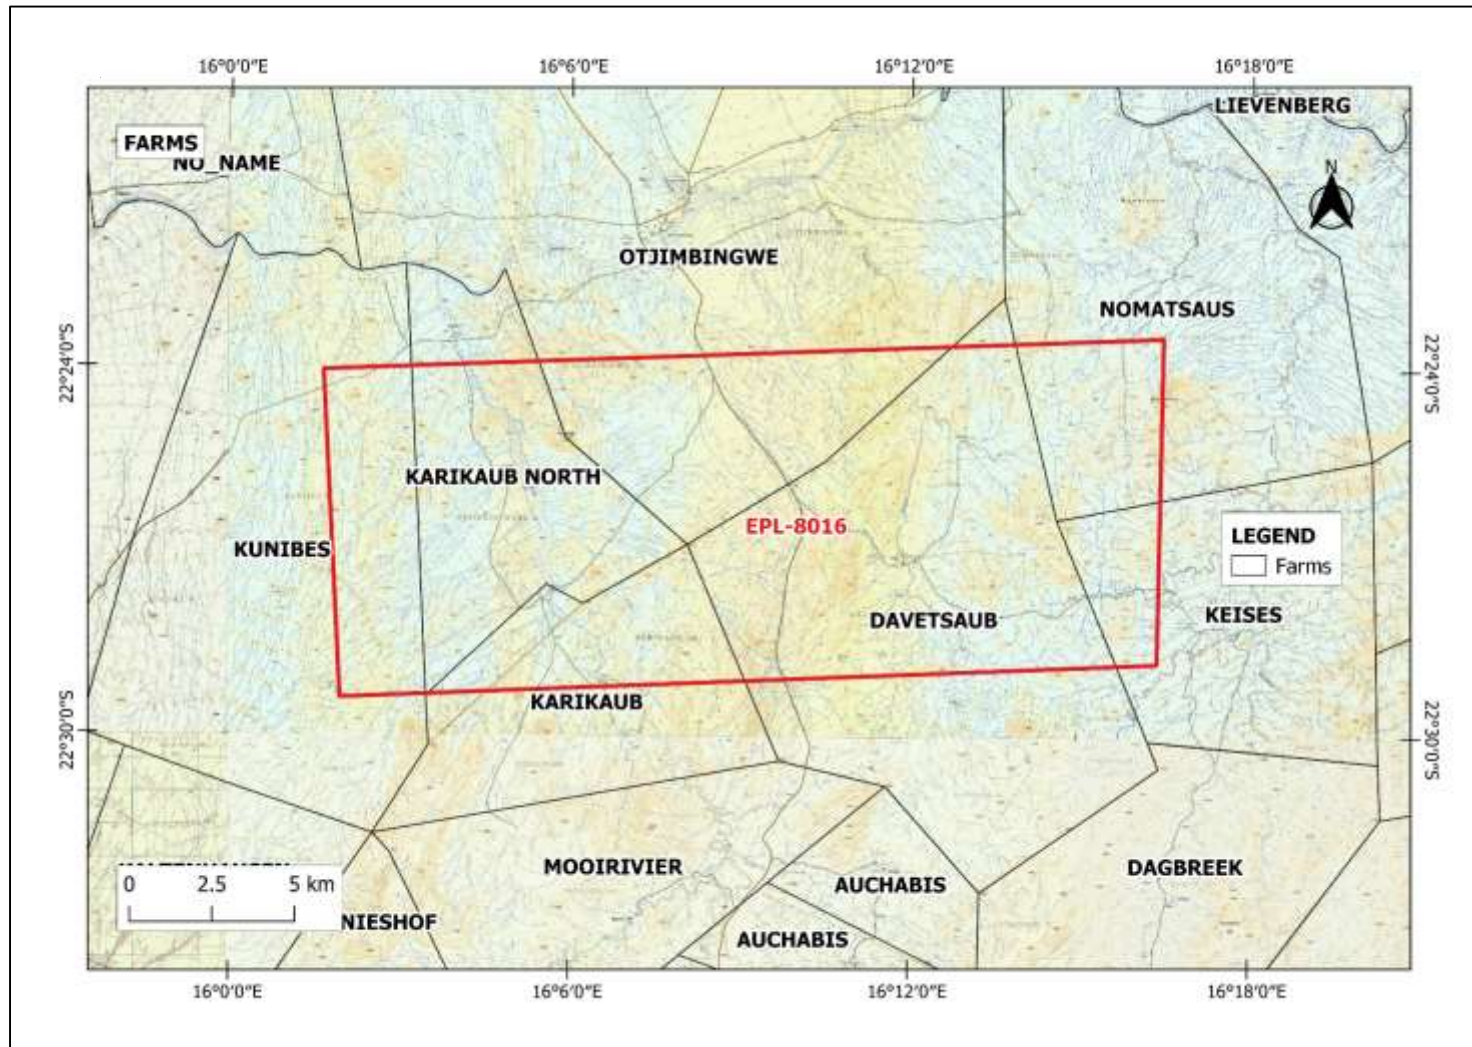 16°0'0"E
16°6'0"E
16°12'0"E
16°18'0"E
LIEVENBERG
FARMS
NO_NAME
N
OTJIMBINGWE
NOMATSAUS
22°24'0"S
22°24'0"S
KARIKAUB NORTH
EPL-8016
KUNIBES
LEGEND
Farms
DAVETSAUB
KEISES
KARIKAUB
22°30'0"S
22°30'0"S
MOOIRIVIER
DAGBREEK
AUCHABIS
0 2.5 5 km
NIESHOF
AUCHABIS
16°0'0"E
16°6'0"E
16°12'0"E
16°18'0"E